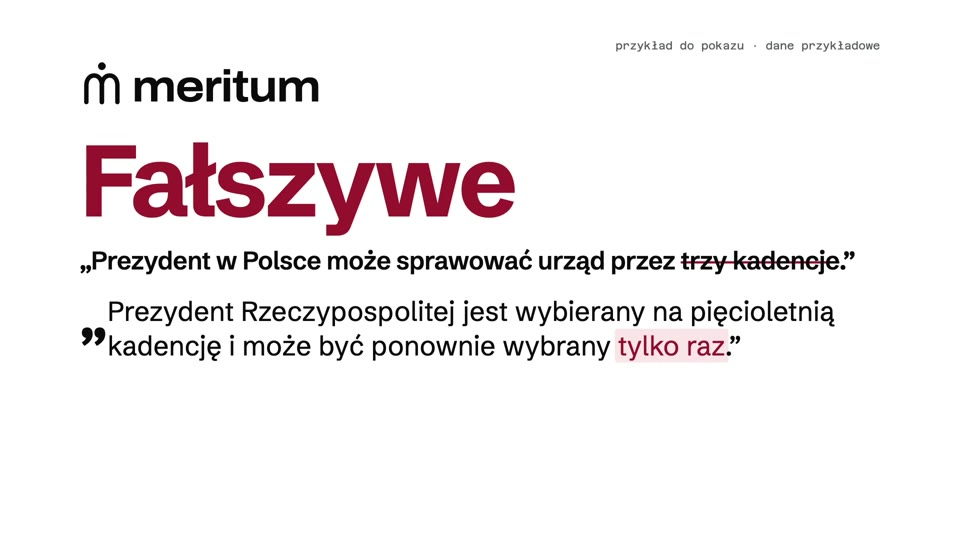 przykład do pokazu · dane przykładowe
meritum
Fałszywe
„Prezydent w Polsce może sprawować urząd przez trzy kadencje.”
Prezydent Rzeczypospolitej jest wybierany na pięcioletnią
”kadencję i może być ponownie wybrany tylko raz.”